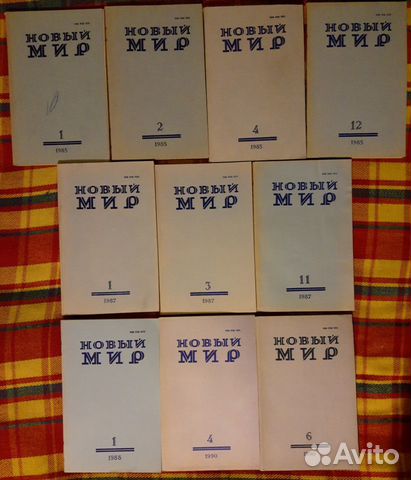 НОВЫЙ
МИР
1
1985
НОВЫЙ
МИР
2
1985
НОВЫЙ
МИР
4
1985
НОВЫЙ
МИР
12
1985
НОВЫЙ
МИР
1
1987
НОВЫЙ
МИР
3
1987
НОВЫЙ
МИР
11
1987
НОВЫЙ
МИР
1
1988
НОВЫЙ
МИР
4
1990
НОВЫЙ
МИР
6
Avito